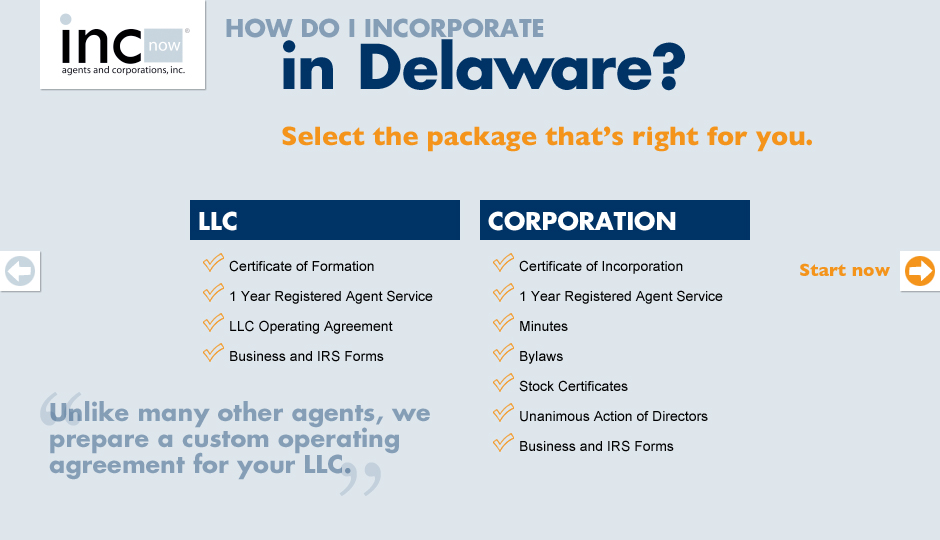 inc now®
agents and corporations, inc.
HOW DO I INCORPORATE
in Delaware?
Select the package that's right for you.
LLC
Certificate of Formation
1 Year Registered Agent Service
LLC Operating Agreement
Business and IRS Forms
CORPORATION
Certificate of Incorporation
1 Year Registered Agent Service
Minutes
Bylaws
Stock Certificates
Unanimous Action of Directors
Business and IRS Forms
Start now
“Unlike many other agents, we
prepare a custom operating
agreement for your LLC.”